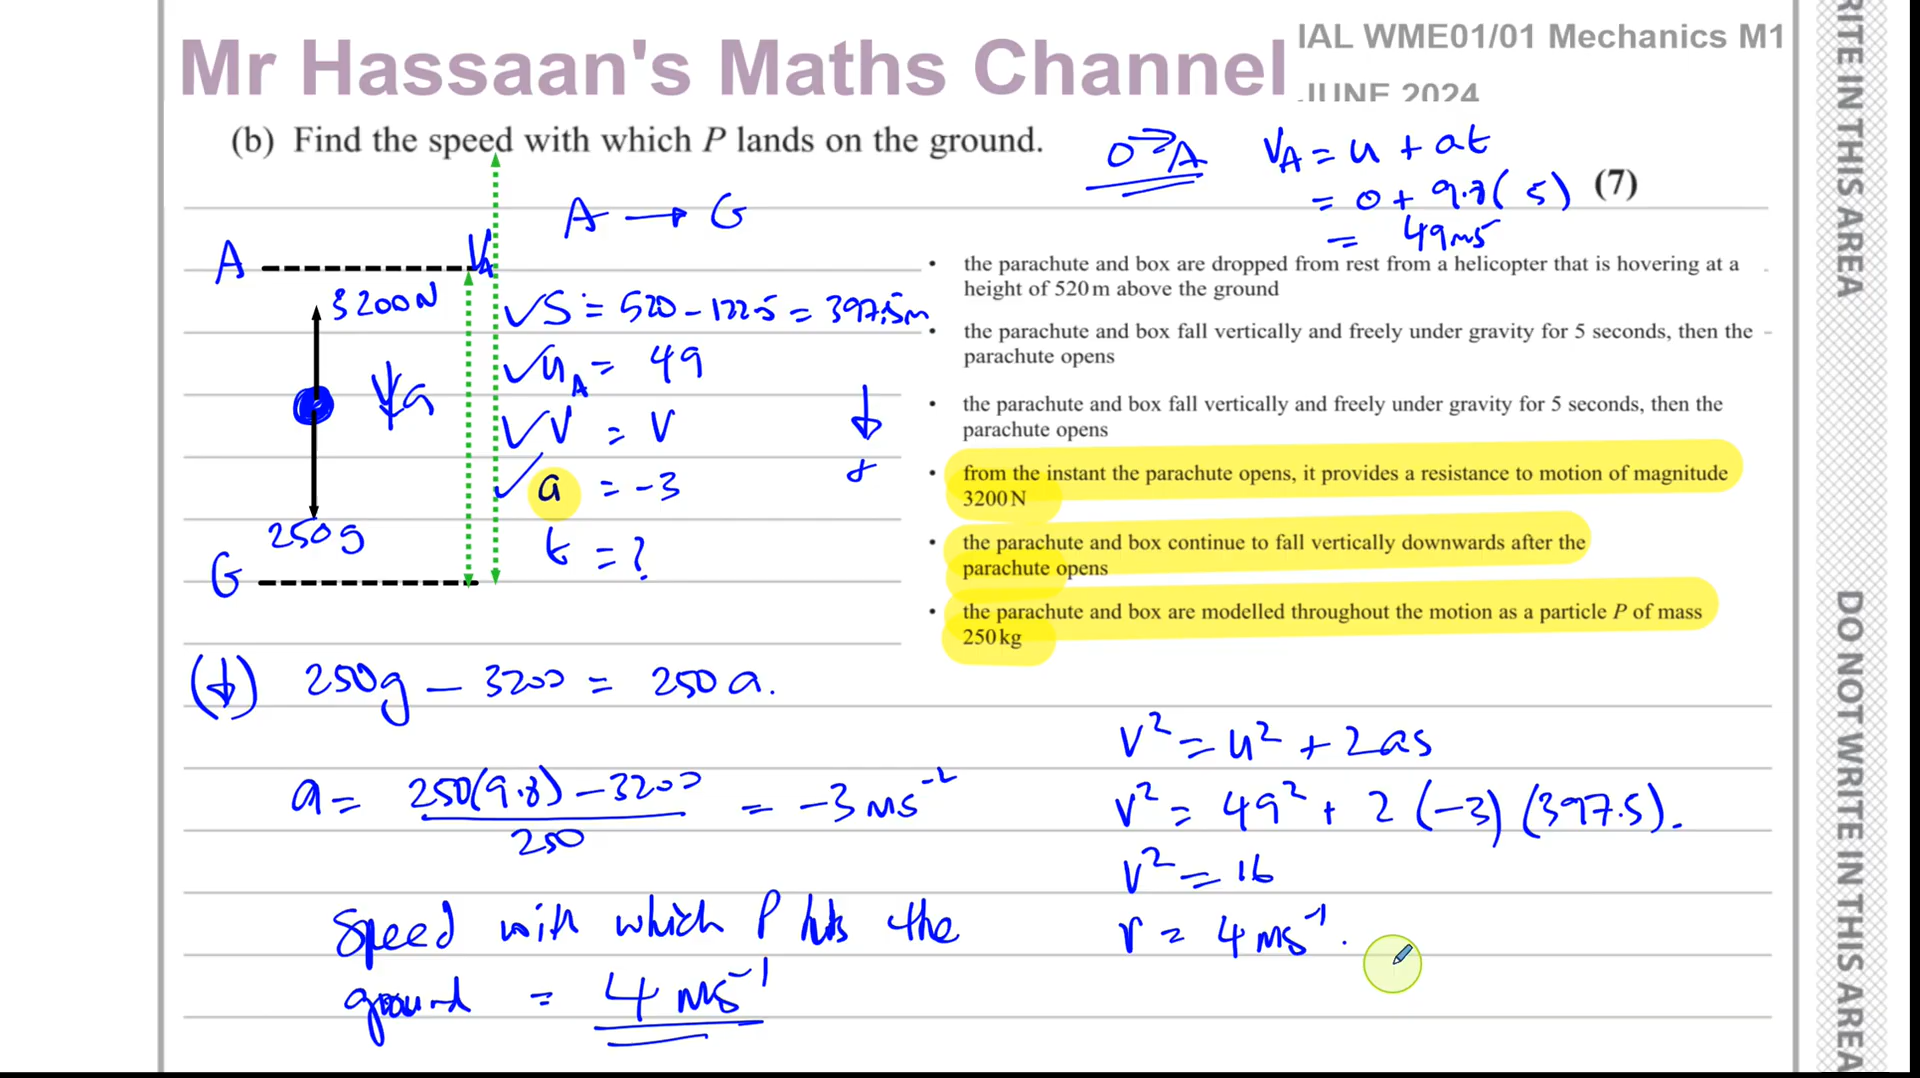 Mr Hassaan's Maths Channel
IAL WME01/01 Mechanics M1
JUNE 2024
(b) Find the speed with which P lands on the ground.
(7)
O → A
V_A = u + at
= 0 + 9.8(5)
= 49ms
A → G
A
V_A
3200N
a
250g
G
✓S = 520 - 122.5 = 397.5m
✓u_A = 49
✓V = V
✓a = -3
t = ?
↓
+
• the parachute and box are dropped from rest from a helicopter that is hovering at a
height of 520 m above the ground
• the parachute and box fall vertically and freely under gravity for 5 seconds, then the
parachute opens
• the parachute and box fall vertically and freely under gravity for 5 seconds, then the
parachute opens
• from the instant the parachute opens, it provides a resistance to motion of magnitude
3200 N
• the parachute and box continue to fall vertically downwards after the
parachute opens
• the parachute and box are modelled throughout the motion as a particle P of mass
250 kg
(↓) 250g - 3200 = 250a.
a = 250(9.8) - 3200 / 250 = -3 ms⁻²
Speed with which P hits the
ground = 4 ms⁻¹
v² = u² + 2as
v² = 49² + 2(-3)(397.5).
v² = 16
v = 4 ms⁻¹.
RITE IN THIS AREA
DO NOT WRITE IN THIS AREA